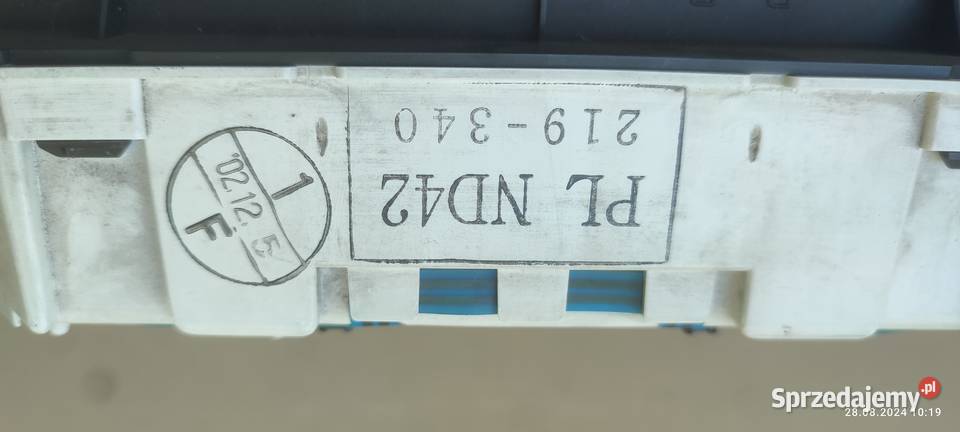 PL ND42
219-340
1
'02.12.5
F
Sprzedajemy.pl
28.08.2024 10:19